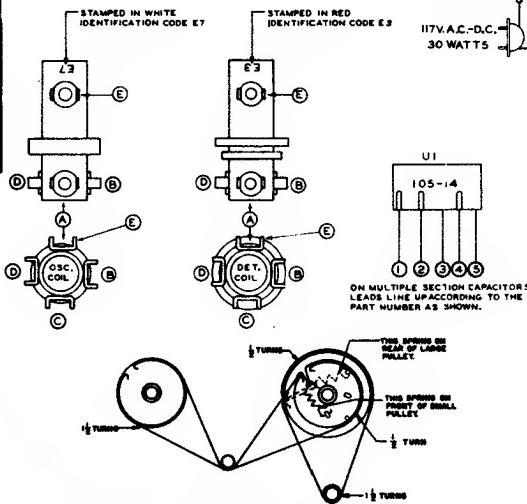 STAMPED IN WHITE
IDENTIFICATION CODE E7
STAMPED IN RED
IDENTIFICATION CODE E3
117V. A.C.-D.C.
30 WATTS
E7
E3
E
E
D
B
D
B
A
A
E
E
D
OSC.
COIL
B
C
D
DET.
COIL
B
C
U1
105-14
1 2 3 4 5
ON MULTIPLE SECTION CAPACITORS
LEADS LINE UP ACCORDING TO THE
PART NUMBER AS SHOWN.
½ TURNS
THIS SPRING ON
REAR OF LARGE
PULLEY.
THIS SPRING ON
FRONT OF SMALL
PULLEY.
1½ TURNS
½ TURN
1½ TURNS